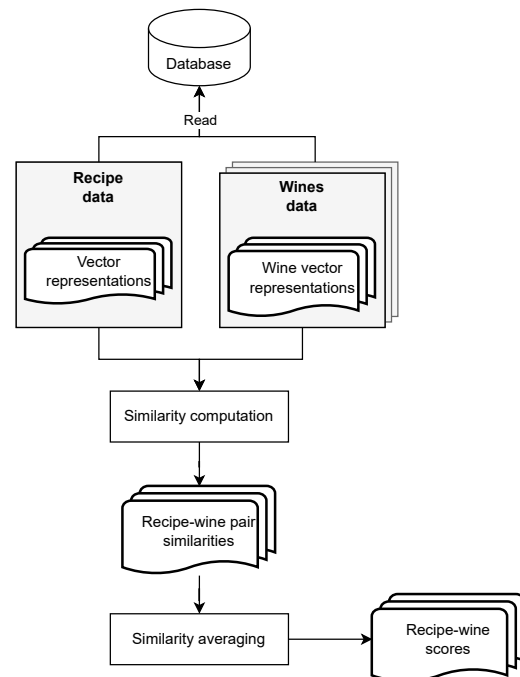 Database
Read
Recipe
data
Wines
data
Vector
representations
Wine vector
representations
Similarity computation
Recipe-wine pair
similarities
Similarity averaging
Recipe-wine
scores